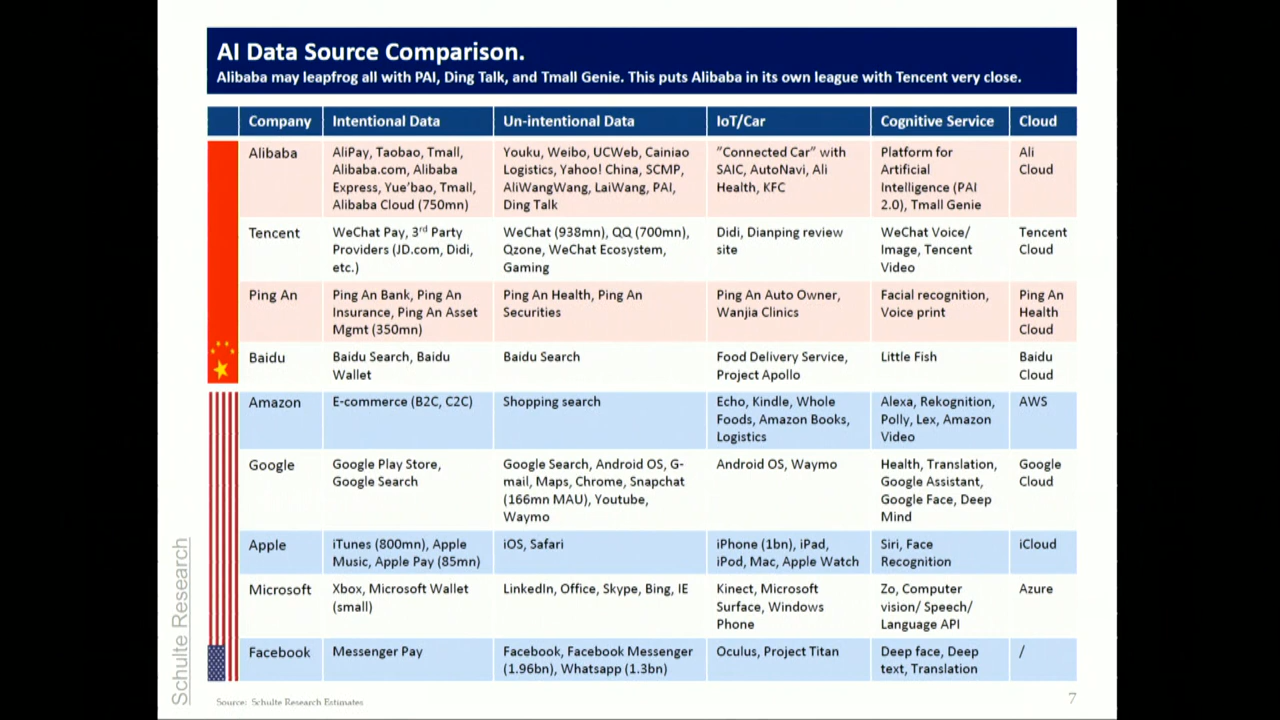 AI Data Source Comparison.
Alibaba may leapfrog all with PAI, Ding Talk, and Tmall Genie. This puts Alibaba in its own league with Tencent very close.
Company Intentional Data Un-intentional Data IoT/Car Cognitive Service Cloud
Alibaba
AliPay, Taobao, Tmall,
Alibaba.com, Alibaba
Express, Yue'bao, Tmall,
Alibaba Cloud (750mn)
Youku, Weibo, UCWeb, Cainiao
Logistics, Yahoo! China, SCMP,
AliWangWang, LaiWang, PAI,
Ding Talk
"Connected Car" with
SAIC, AutoNavi, Ali
Health, KFC
Platform for
Artificial
Intelligence (PAI
2.0), Tmall Genie
Ali
Cloud
Tencent
WeChat Pay, 3rd Party
Providers (JD.com, Didi,
etc.)
WeChat (938mn), QQ (700mn),
Qzone, WeChat Ecosystem,
Gaming
Didi, Dianping review
site
WeChat Voice/
Image, Tencent
Video
Tencent
Cloud
Ping An
Ping An Bank, Ping An
Insurance, Ping An Asset
Mgmt (350mn)
Ping An Health, Ping An
Securities
Ping An Auto Owner,
Wanjia Clinics
Facial recognition,
Voice print
Ping An
Health
Cloud
Baidu
Baidu Search, Baidu
Wallet
Baidu Search
Food Delivery Service,
Project Apollo
Little Fish
Baidu
Cloud
Amazon
E-commerce (B2C, C2C)
Shopping search
Echo, Kindle, Whole
Foods, Amazon Books,
Logistics
Alexa, Rekognition,
Polly, Lex, Amazon
Video
AWS
Google
Google Play Store,
Google Search
Google Search, Android OS, G-
mail, Maps, Chrome, Snapchat
(166mn MAU), Youtube,
Waymo
Android OS, Waymo
Health, Translation,
Google Assistant,
Google Face, Deep
Mind
Google
Cloud
Apple
iTunes (800mn), Apple
Music, Apple Pay (85mn)
iOS, Safari
iPhone (1bn), iPad,
iPod, Mac, Apple Watch
Siri, Face
Recognition
iCloud
Microsoft
Xbox, Microsoft Wallet
(small)
LinkedIn, Office, Skype, Bing, IE
Kinect, Microsoft
Surface, Windows
Phone
Zo, Computer
vision/ Speech/
Language API
Azure
Facebook
Messenger Pay
Facebook, Facebook Messenger
(1.96bn), Whatsapp (1.3bn)
Oculus, Project Titan
Deep face, Deep
text, Translation
/
Schulte Research
Source: Schulte Research Estimates
7